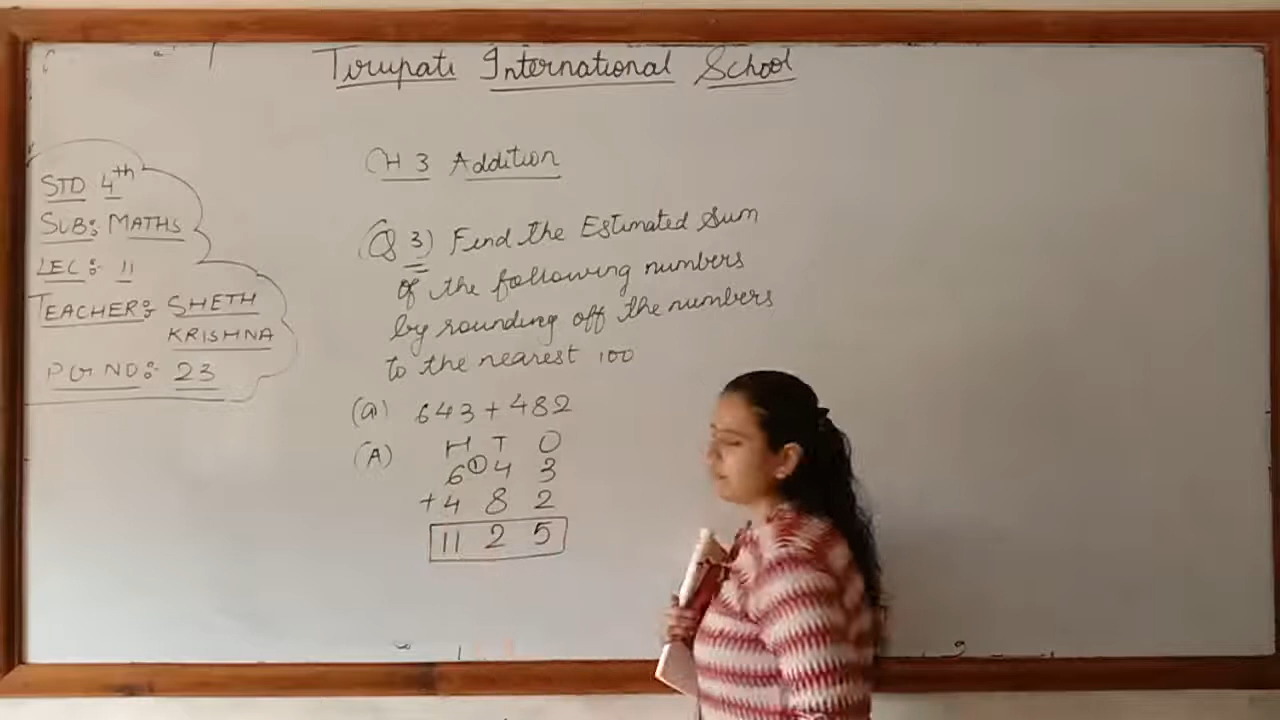 Tirupati International School
STD 4th
SUB: MATHS
LEC: 11
TEACHER: SHETH
KRISHNA
PG NO: 23
CH 3 Addition
(Q 3) Find the Estimated Sum
of the following numbers
by rounding off the numbers
to the nearest 100
(a) 643 + 482
(A) H T O
6 ① 4 3
+ 4 8 2
11 2 5